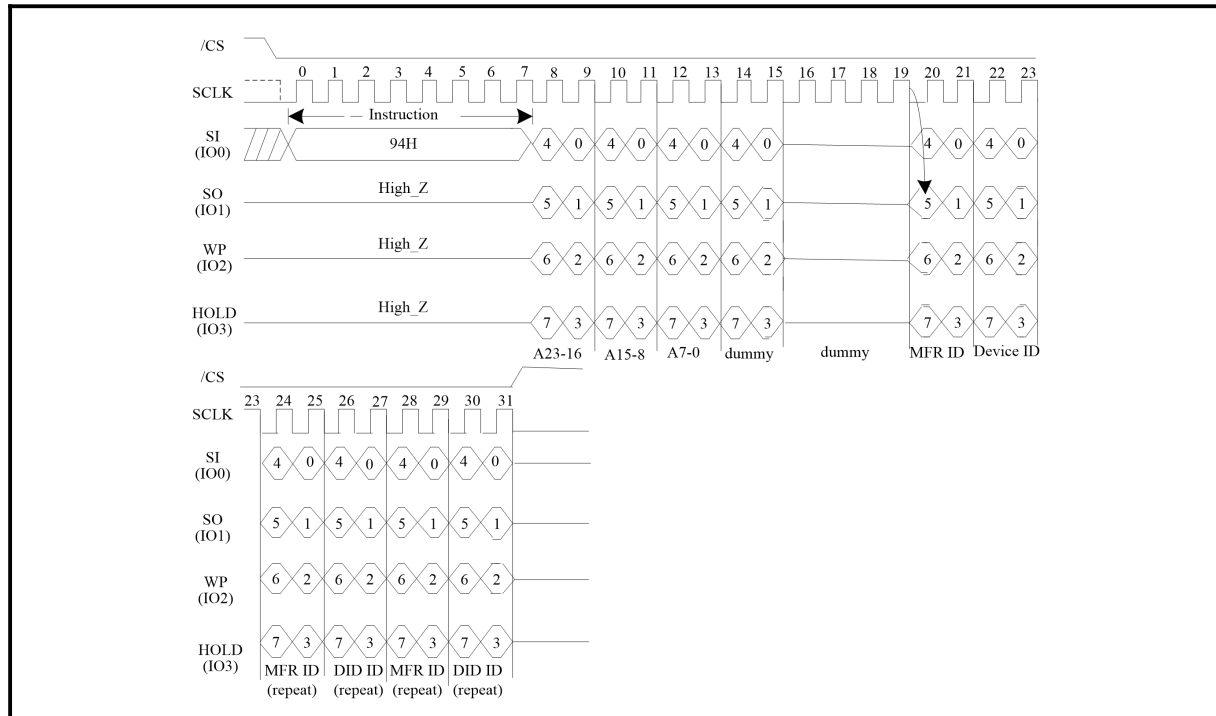 /CS
0 1 2 3 4 5 6 7 8 9 10 11 12 13 14 15 16 17 18 19 20 21 22 23
SCLK
Instruction
SI
(IO0)
94H
4 0 4 0 4 0 4 0 4 0 4 0
SO
(IO1)
High_Z
5 1 5 1 5 1 5 1 5 1 5 1
WP
(IO2)
High_Z
6 2 6 2 6 2 6 2 6 2 6 2
HOLD
(IO3)
High_Z
7 3 7 3 7 3 7 3 7 3 7 3
A23-16 A15-8 A7-0 dummy dummy MFR ID Device ID
/CS
23 24 25 26 27 28 29 30 31
SCLK
SI
(IO0)
4 0 4 0 4 0 4 0
SO
(IO1)
5 1 5 1 5 1 5 1
WP
(IO2)
6 2 6 2 6 2 6 2
HOLD
(IO3)
7 3 7 3 7 3 7 3
MFR ID DID ID MFR ID DID ID
(repeat) (repeat) (repeat) (repeat)